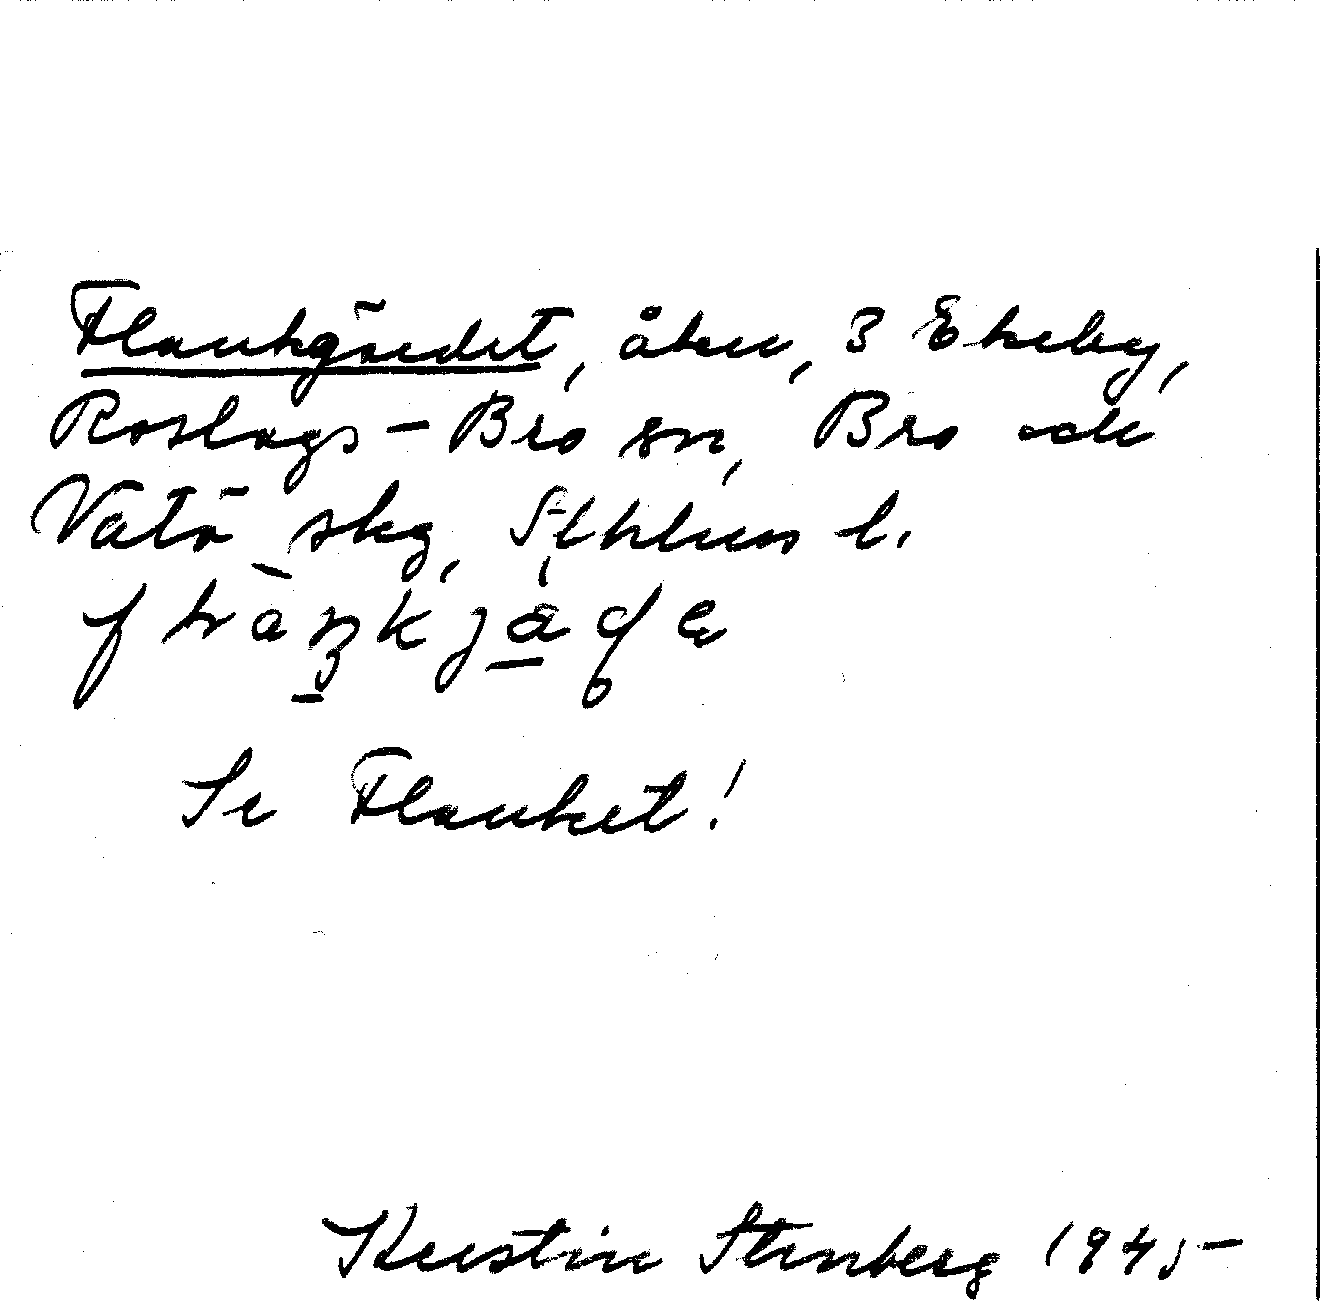 Flankgärdet, åker, 3 Ekeby,
Roslags-Bro sn, Bro och
Vätö skg, Sthlms l.
Se Flanket!
Kerstin Stenberg 1945